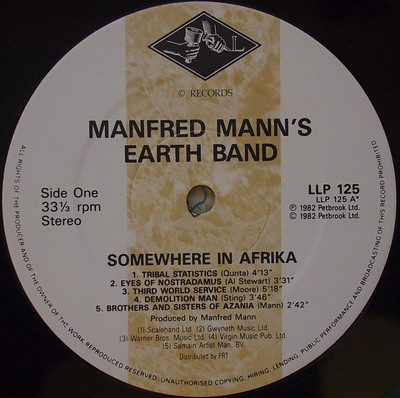 L
© RECORDS
MANFRED MANN'S
EARTH BAND
Side One
33⅓ rpm
Stereo
LLP 125
LLP 125 A*
℗ 1982 Petbrook Ltd.
© 1982 Petbrook Ltd.
SOMEWHERE IN AFRIKA
1. TRIBAL STATISTICS (Qunta) 4'13"
2. EYES OF NOSTRADAMUS (Al Stewart) 3'31"
3. THIRD WORLD SERVICE (Moore) 5'18"
4. DEMOLITION MAN (Sting) 3'46"
5. BROTHERS AND SISTERS OF AZANIA (Mann) 2'42"
Produced by Manfred Mann
(1) Scalehand Ltd. (2) Gwyneth Music Ltd.
(3) Warner Bros. Music Ltd. (4) Virgin Music Pub. Ltd.
(5) Samain Artist Man. BV.
Distributed by FRT
ALL RIGHTS OF THE PRODUCER AND OF THE OWNER OF THE WORK REPRODUCED RESERVED. UNAUTHORISED COPYING, HIRING, LENDING, PUBLIC PERFORMANCE AND BROADCASTING OF THIS RECORD PROHIBITED